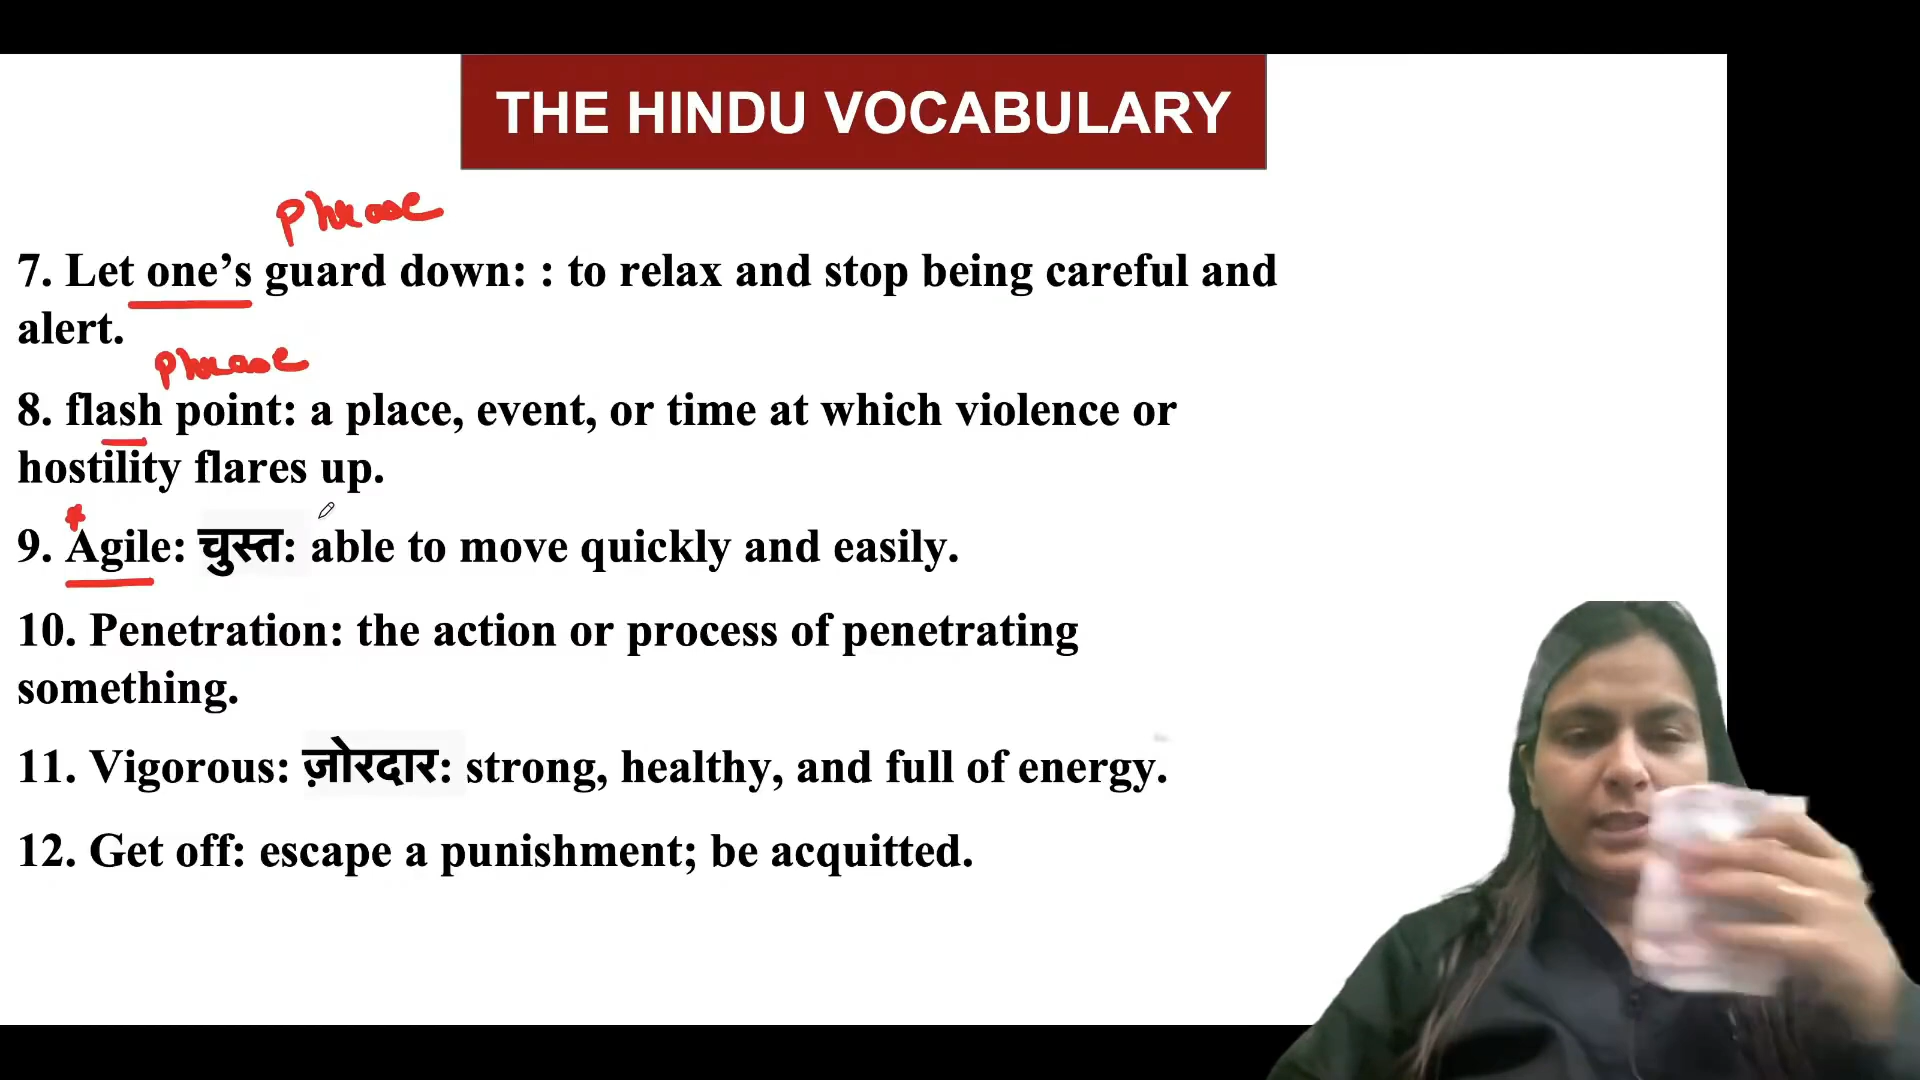 THE HINDU VOCABULARY
phrase
7. Let one’s guard down: : to relax and stop being careful and
alert.
phrase
8. flash point: a place, event, or time at which violence or
hostility flares up.
9. Agile: चुस्त: able to move quickly and easily.
10. Penetration: the action or process of penetrating
something.
11. Vigorous: ज़ोरदार: strong, healthy, and full of energy.
12. Get off: escape a punishment; be acquitted.